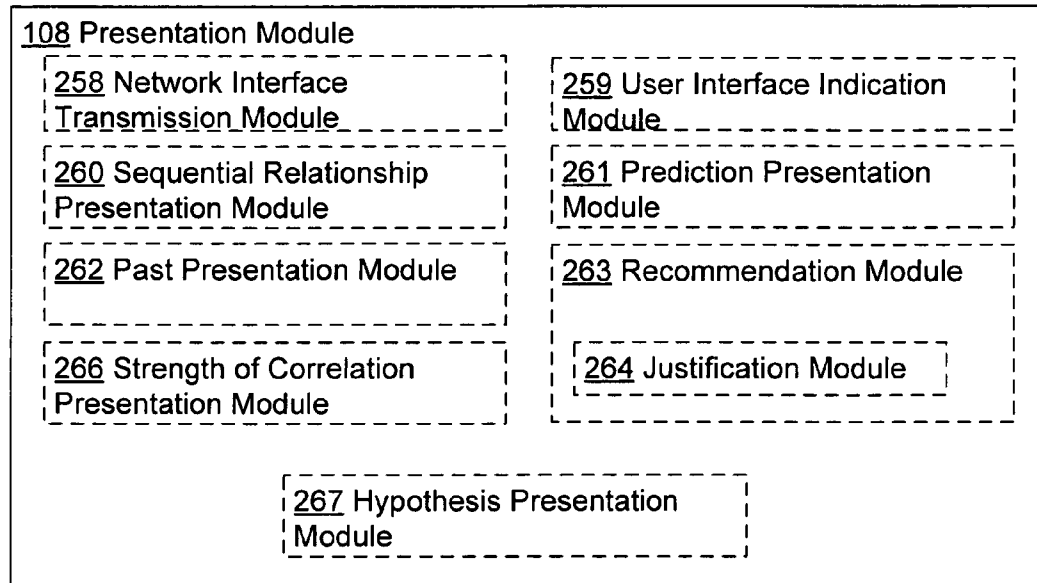 108 Presentation Module
258 Network Interface
Transmission Module
259 User Interface Indication
Module
260 Sequential Relationship
Presentation Module
261 Prediction Presentation
Module
262 Past Presentation Module
263 Recommendation Module
266 Strength of Correlation
Presentation Module
264 Justification Module
267 Hypothesis Presentation
Module